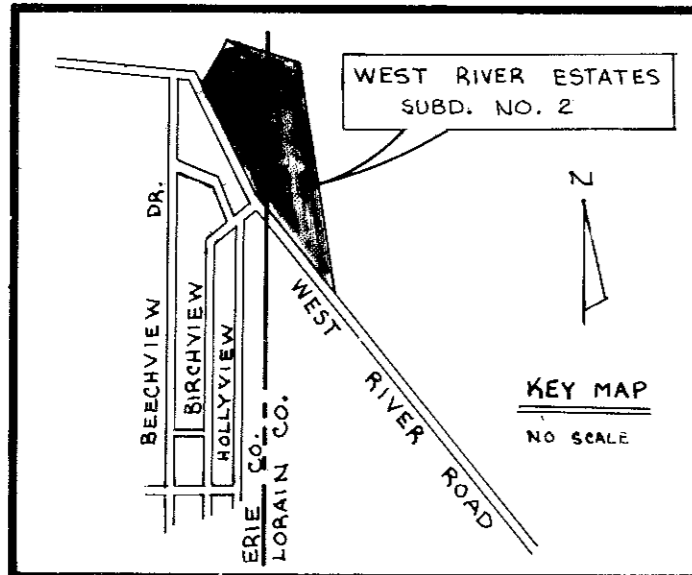 WEST RIVER ESTATES
SUBD. NO. 2
N
BEECHVIEW DR.
BIRCHVIEW
HOLLYVIEW
ERIE CO.
LORAIN CO.
WEST RIVER ROAD
KEY MAP
NO SCALE